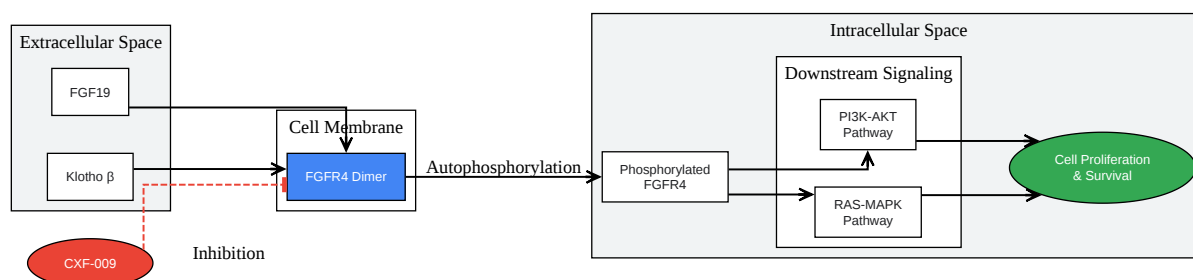 Extracellular Space
FGF19
Klotho β
CXF-009
Inhibition
Cell Membrane
FGFR4 Dimer
Autophosphorylation
Intracellular Space
Phosphorylated
FGFR4
Downstream Signaling
PI3K-AKT
Pathway
RAS-MAPK
Pathway
Cell Proliferation
& Survival